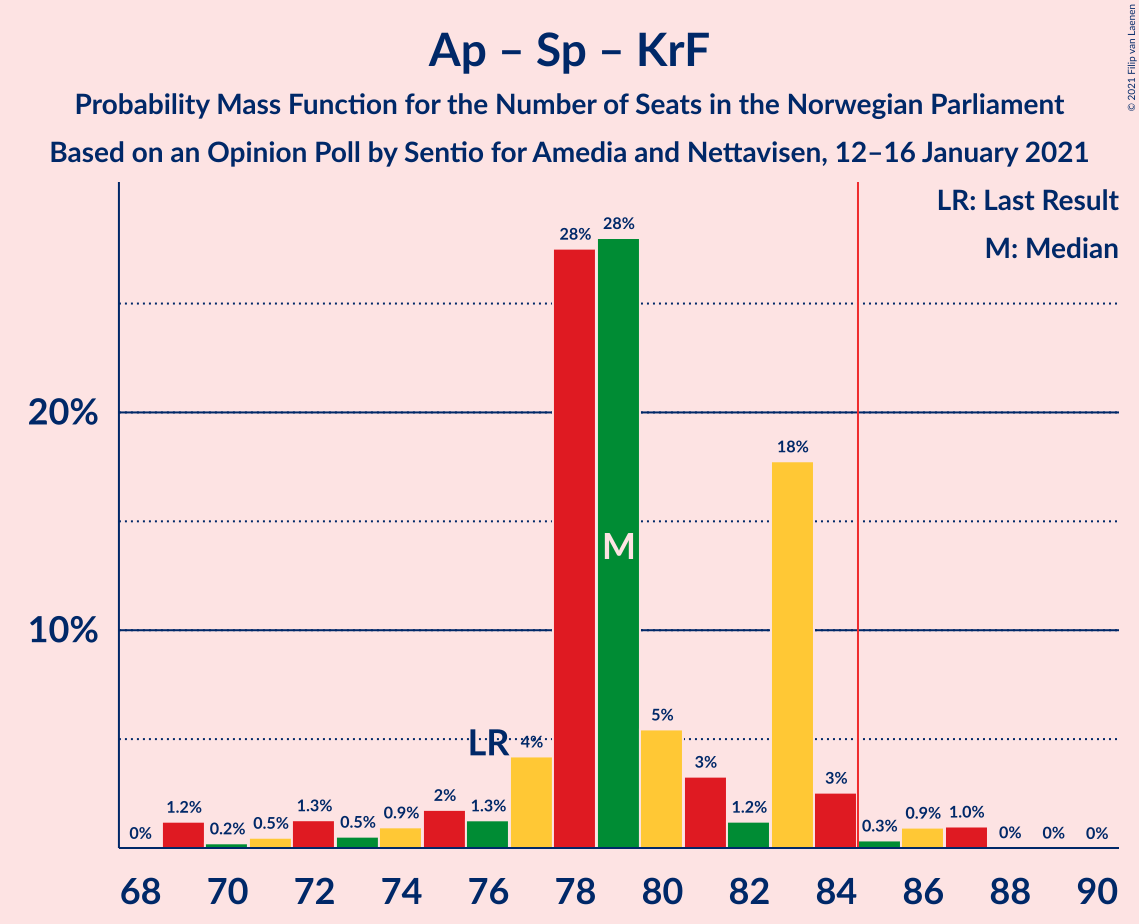 Ap – Sp – KrF
Probability Mass Function for the Number of Seats in the Norwegian Parliament
Based on an Opinion Poll by Sentio for Amedia and Nettavisen, 12–16 January 2021
© 2021 Filip van Laenen
LR: Last Result
M: Median
20%
10%
0% 1.2% 0.2% 0.5% 1.3% 0.5% 0.9% 2% 1.3% 4% 28% 28% 5% 3% 1.2% 18% 3% 0.3% 0.9% 1.0% 0% 0% 0%
LR
M
68 70 72 74 76 78 80 82 84 86 88 90